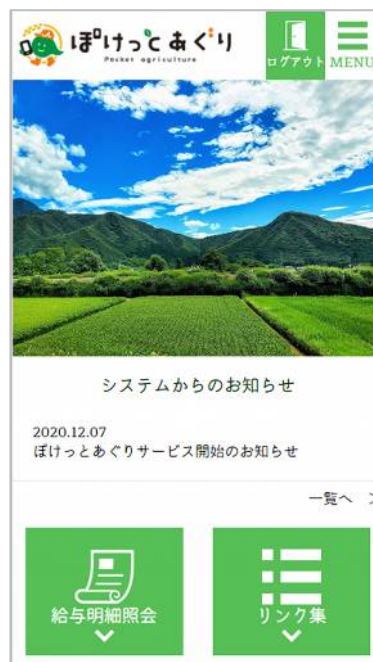 ぽけっとあぐり
Pocket agriculture
ログアウト
MENU
システムからのお知らせ
2020.12.07
ぽけっとあぐりサービス開始のお知らせ
一覧へ
給与明細照会
リンク集